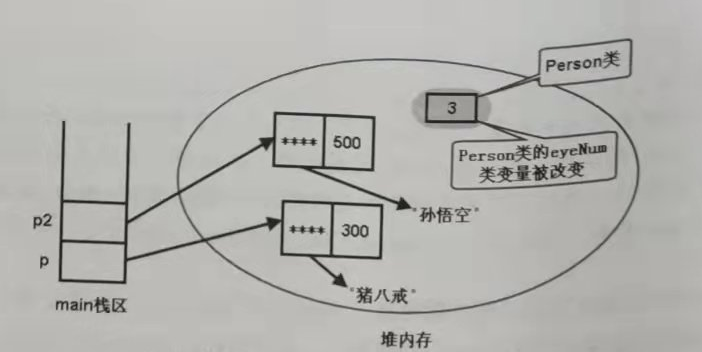 Person类
3
Person类的eyeNum
类变量被改变
**** 500
"孙悟空"
p2
**** 300
p
"猪八戒"
main栈区
堆内存